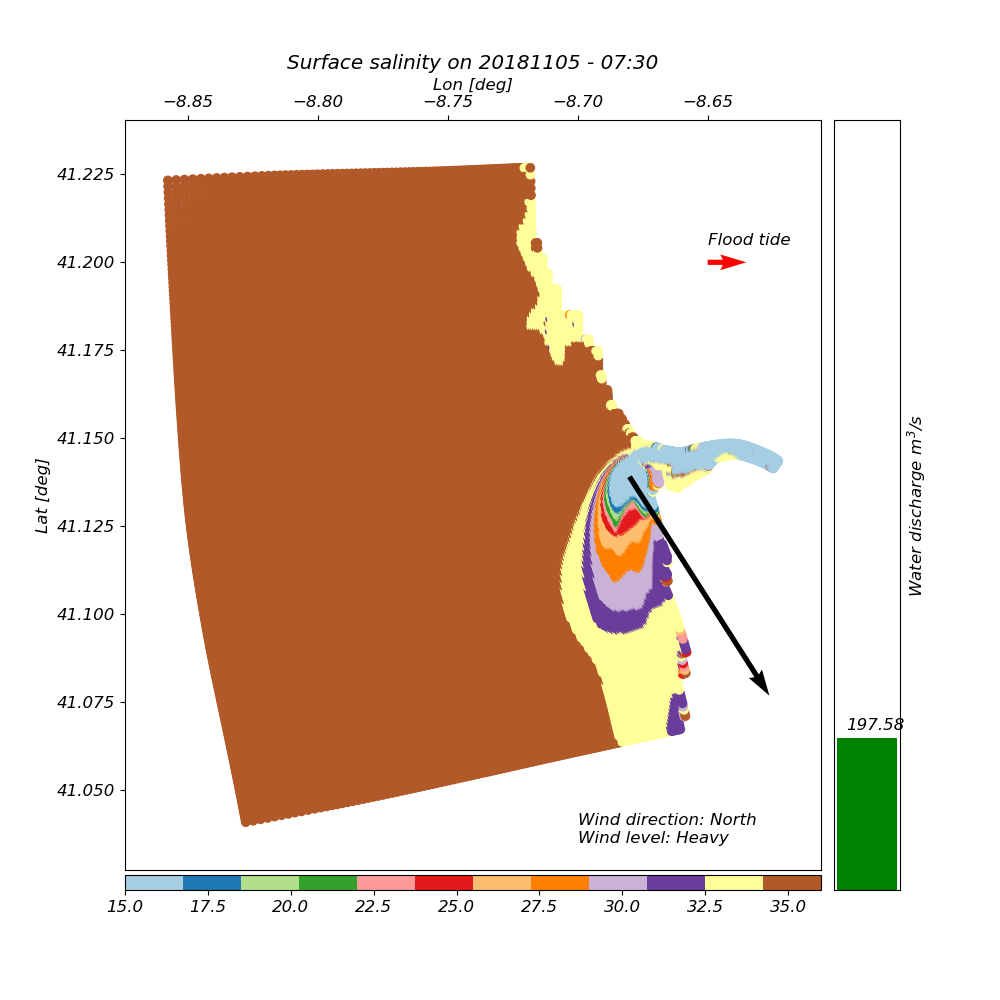 Surface salinity on 20181105 - 07:30
Lon [deg]
−8.85 −8.80 −8.75 −8.70 −8.65
41.225
41.200
41.175
41.150
41.125
41.100
41.075
41.050
Lat [deg]
Flood tide
Wind direction: North
Wind level: Heavy
15.0 17.5 20.0 22.5 25.0 27.5 30.0 32.5 35.0
197.58
Water discharge m³/s